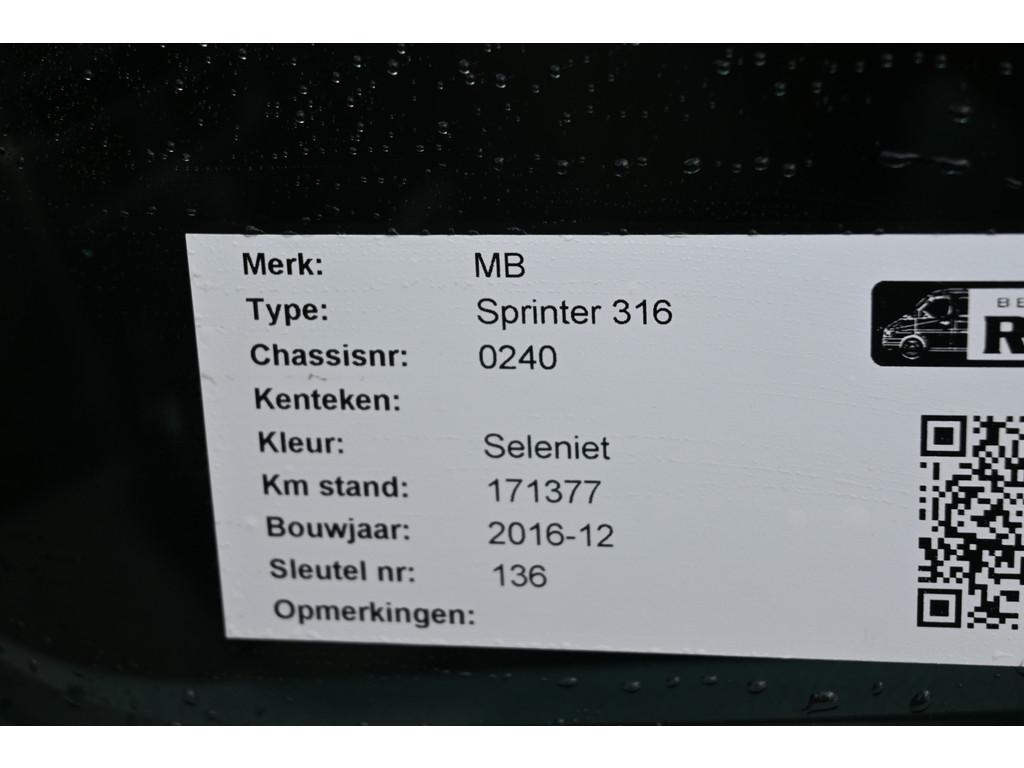 Merk: MB
Type: Sprinter 316
Chassisnr: 0240
Kenteken:
Kleur: Seleniet
Km stand: 171377
Bouwjaar: 2016-12
Sleutel nr: 136
Opmerkingen: